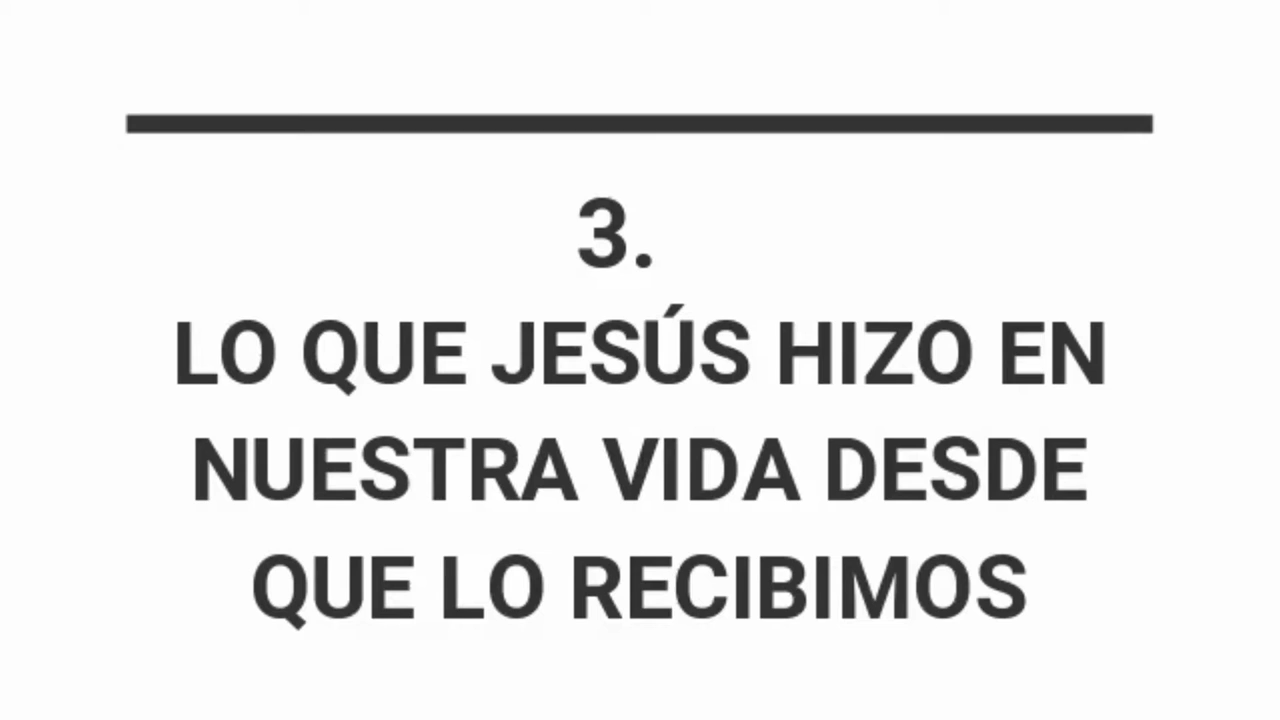 3.
LO QUE JESÚS HIZO EN
NUESTRA VIDA DESDE
QUE LO RECIBIMOS